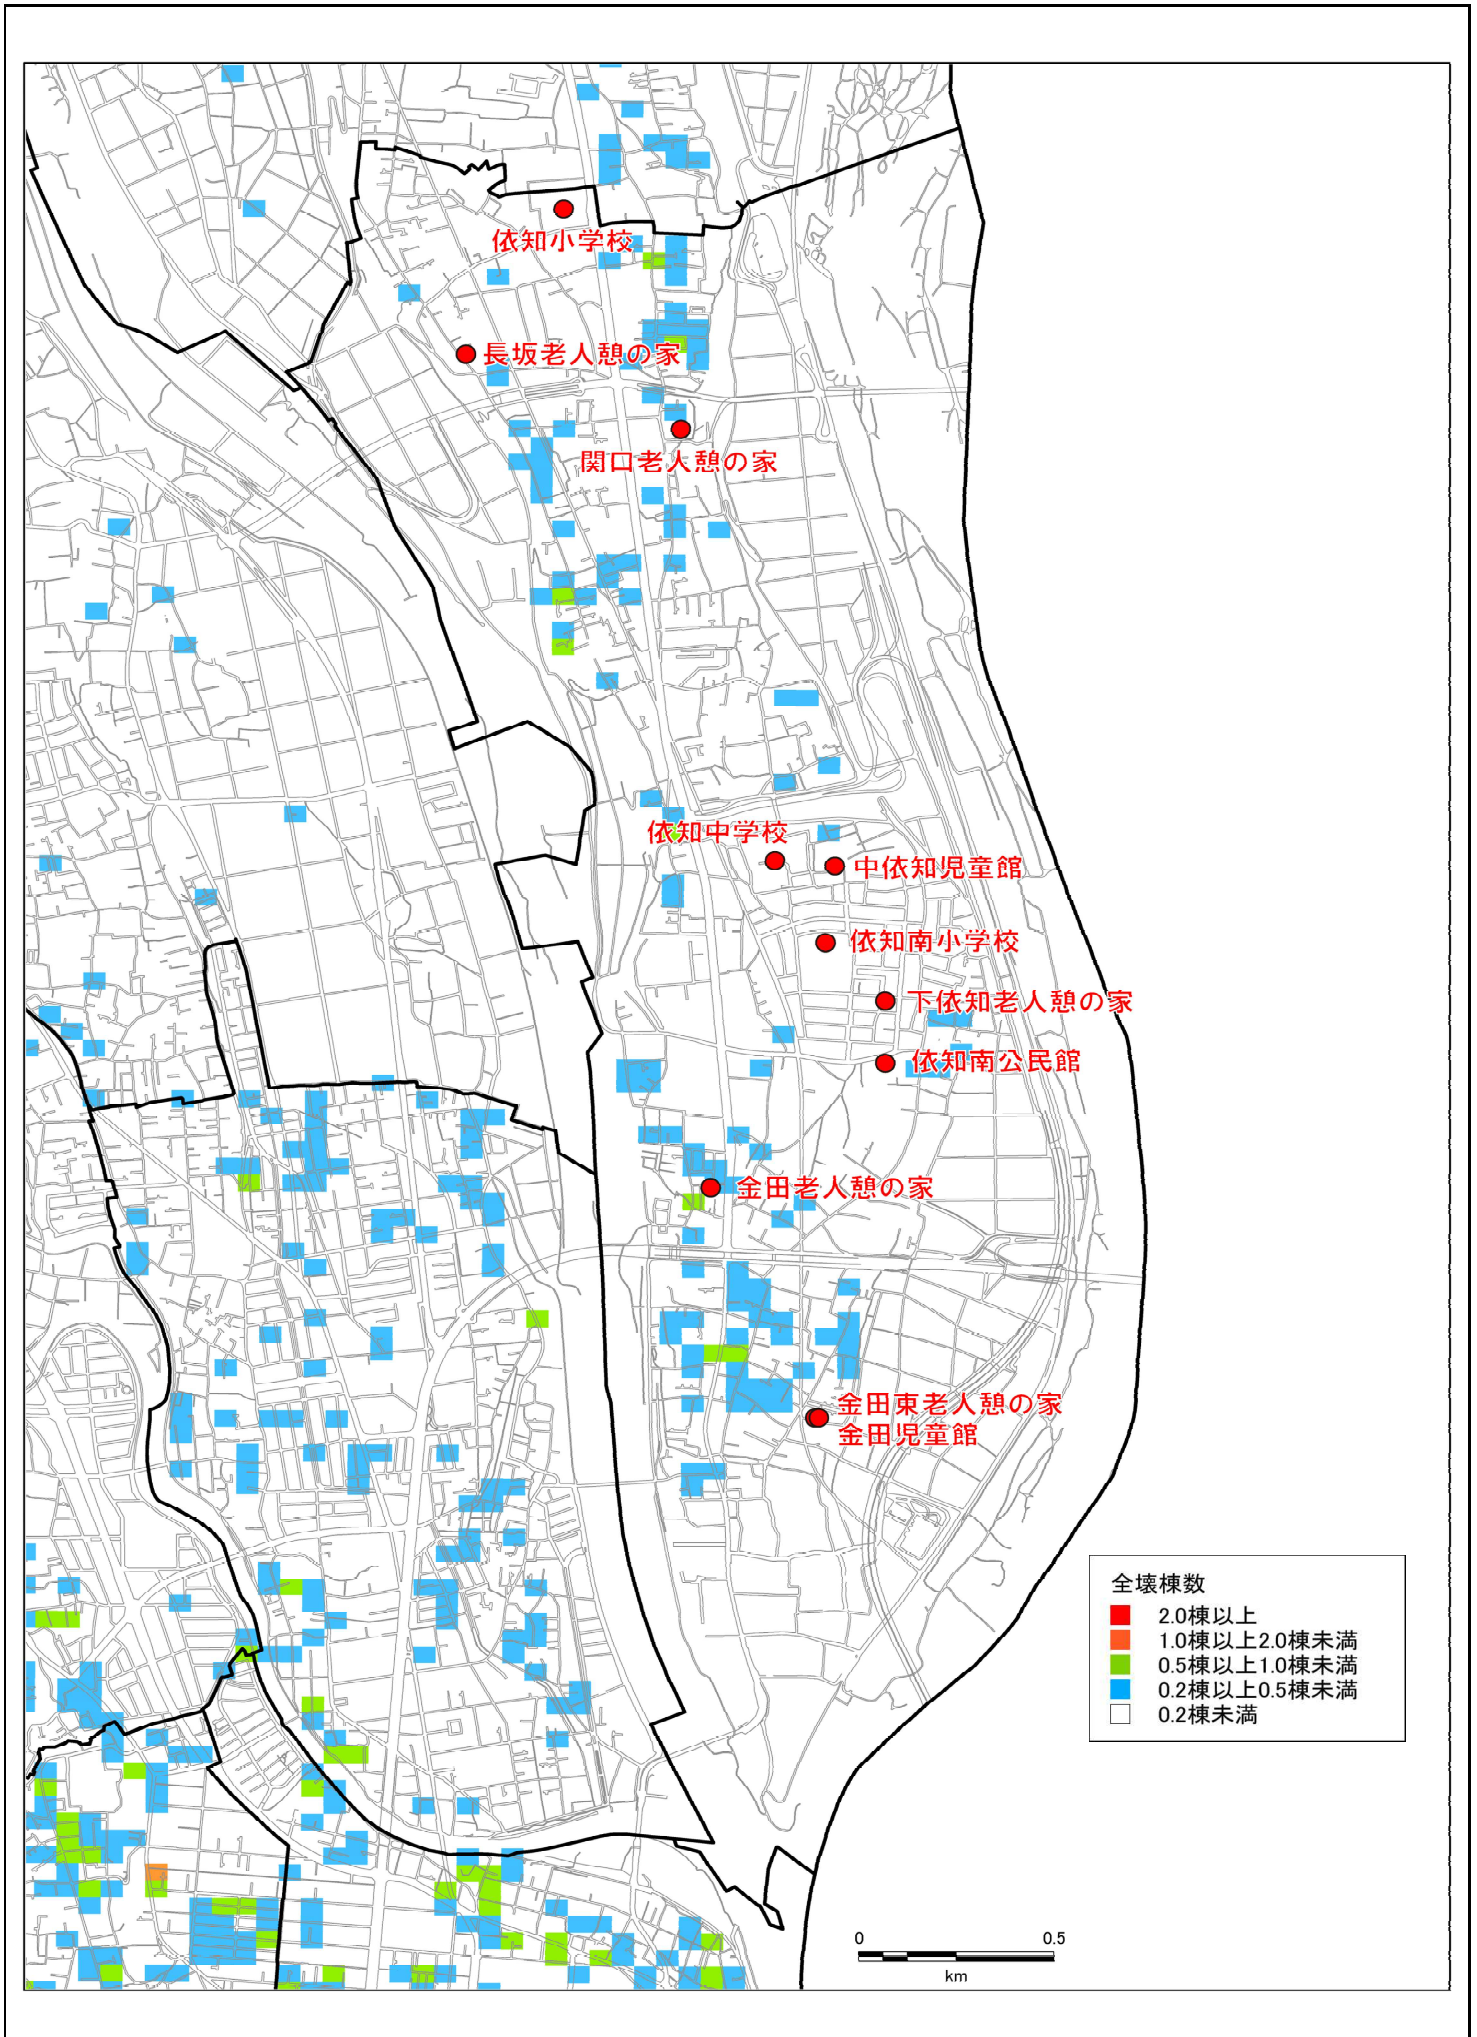 依知小学校
長坂老人憩の家
関口老人憩の家
依知中学校
中依知児童館
依知南小学校
下依知老人憩の家
依知南公民館
金田老人憩の家
金田東老人憩の家
金田児童館
全壊棟数
2.0棟以上
1.0棟以上2.0棟未満
0.5棟以上1.0棟未満
0.2棟以上0.5棟未満
0.2棟未満
0 0.5
km